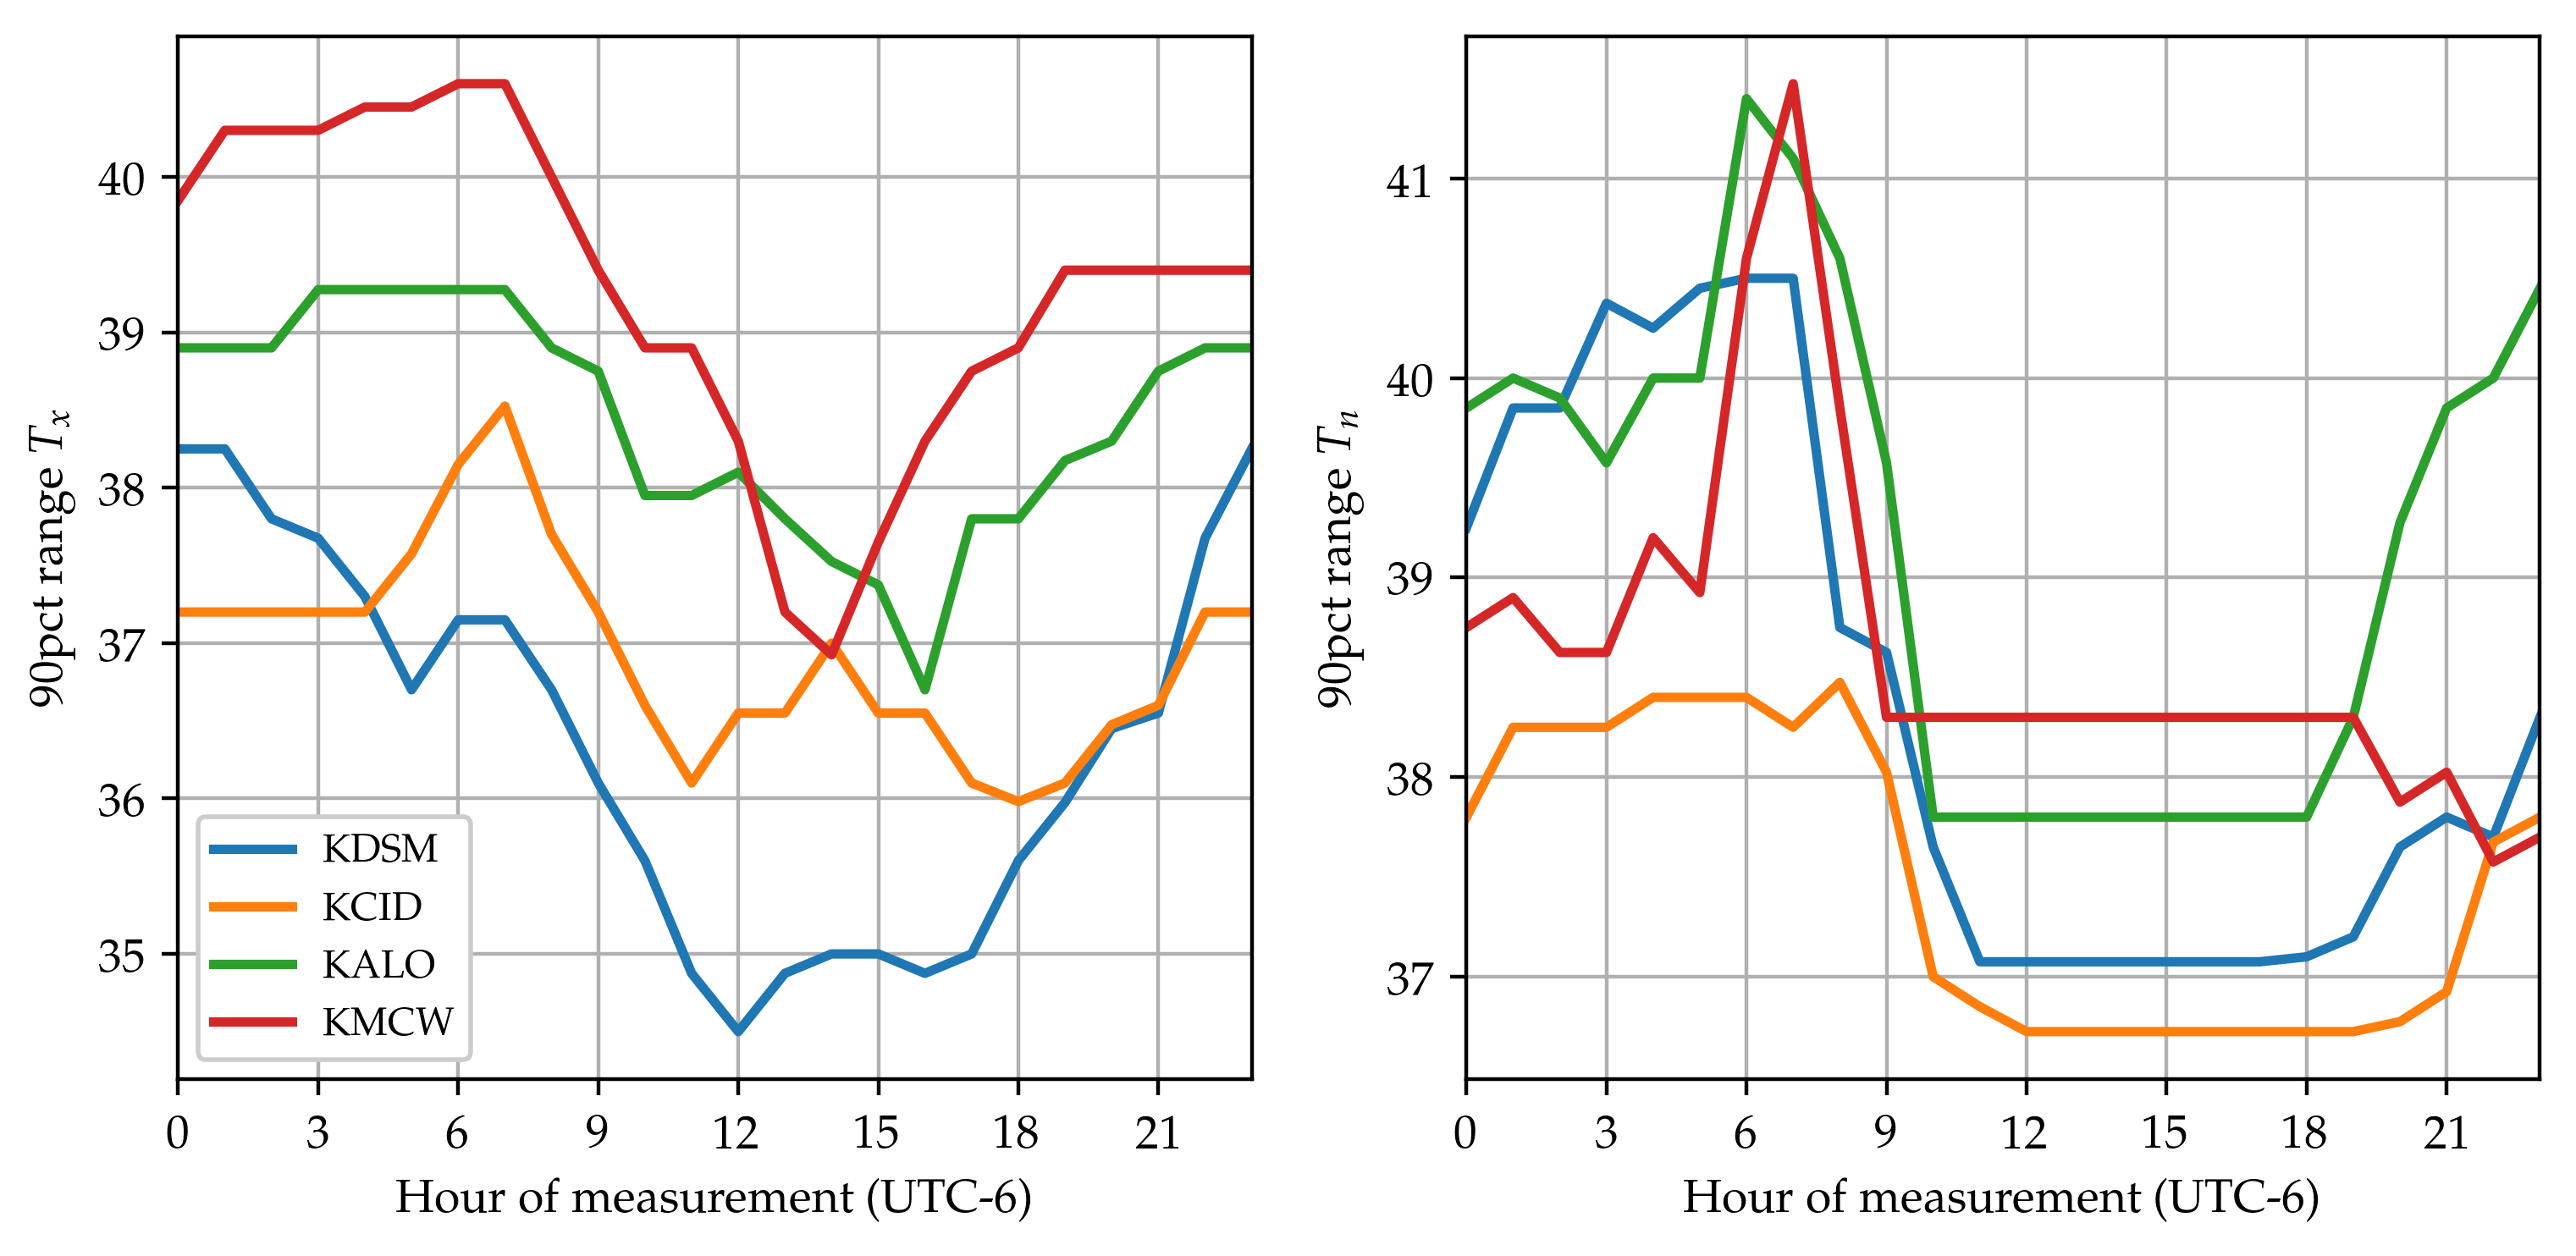 90pct range Tₓ
40
39
38
37
36
35
KDSM
KCID
KALO
KMCW
0 3 6 9 12 15 18 21
Hour of measurement (UTC-6)
90pct range Tₙ
41
40
39
38
37
0 3 6 9 12 15 18 21
Hour of measurement (UTC-6)